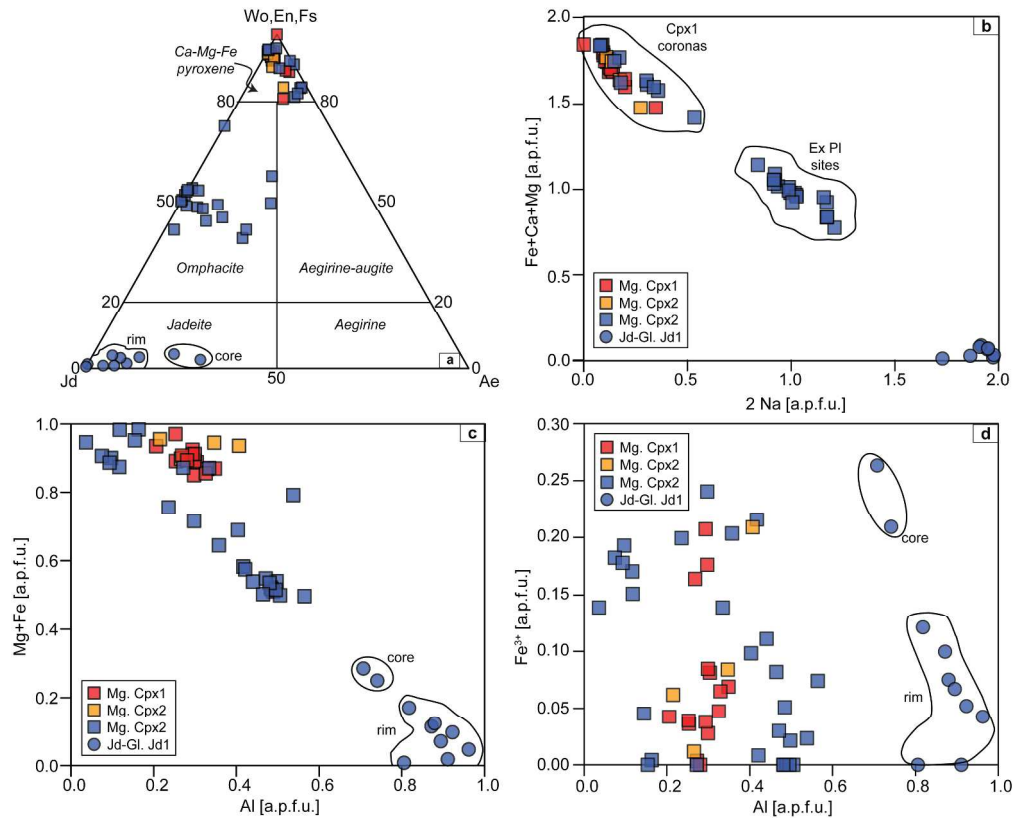 Wo,En,Fs
Ca-Mg-Fe
pyroxene
80
80
50
50
Omphacite
Aegirine-augite
20
20
Jadeite
Aegirine
rim
core
a
0
0
Jd
50
Ae
b
2.0
1.5
1.0
0.5
0.0
Fe+Ca+Mg [a.p.f.u.]
Cpx1
coronas
Ex Pl
sites
Mg. Cpx1
Mg. Cpx2
Mg. Cpx2
Jd-Gl. Jd1
0.0
0.5
1.0
1.5
2.0
2 Na [a.p.f.u.]
c
1.0
0.8
0.6
0.4
0.2
0.0
Mg+Fe [a.p.f.u.]
core
rim
Mg. Cpx1
Mg. Cpx2
Mg. Cpx2
Jd-Gl. Jd1
0.0
0.2
0.4
0.6
0.8
1.0
Al [a.p.f.u.]
d
0.30
0.25
0.20
0.15
0.10
0.05
0.00
Fe³⁺ [a.p.f.u.]
Mg. Cpx1
Mg. Cpx2
Mg. Cpx2
Jd-Gl. Jd1
core
rim
0.0
0.2
0.4
0.6
0.8
1.0
Al [a.p.f.u.]